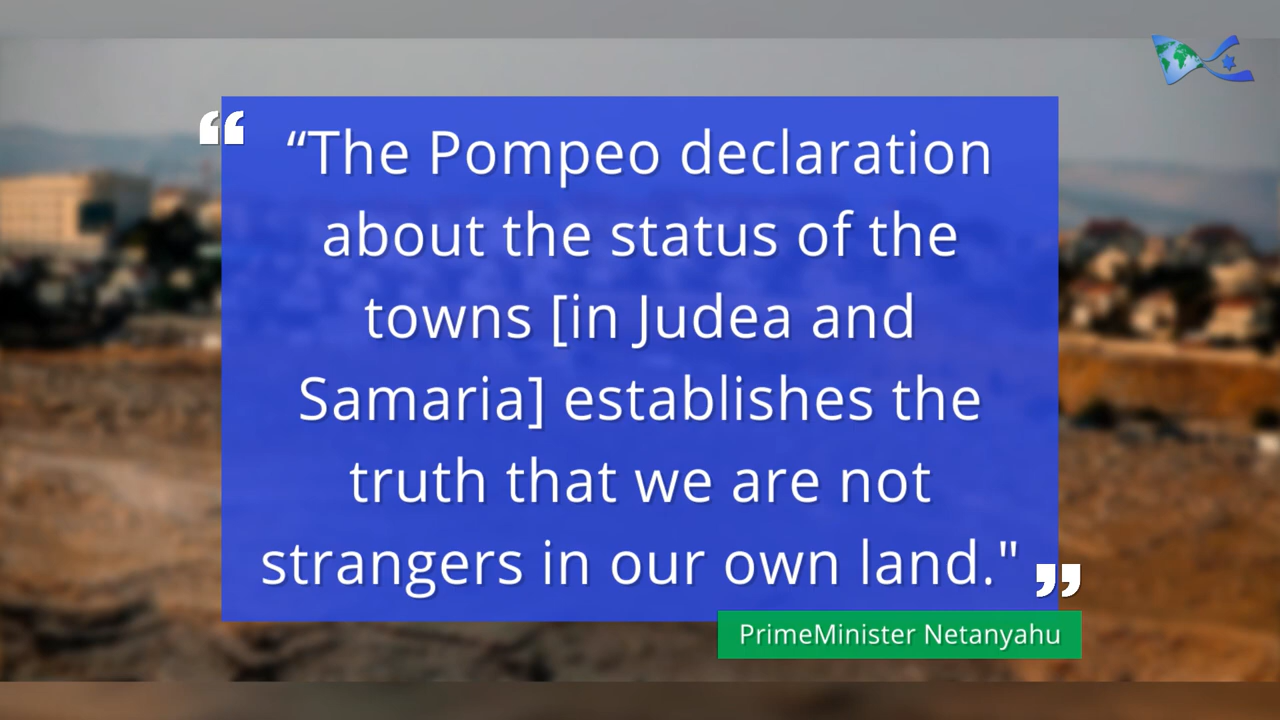 “The Pompeo declaration
about the status of the
towns [in Judea and
Samaria] establishes the
truth that we are not
strangers in our own land."
PrimeMinister Netanyahu